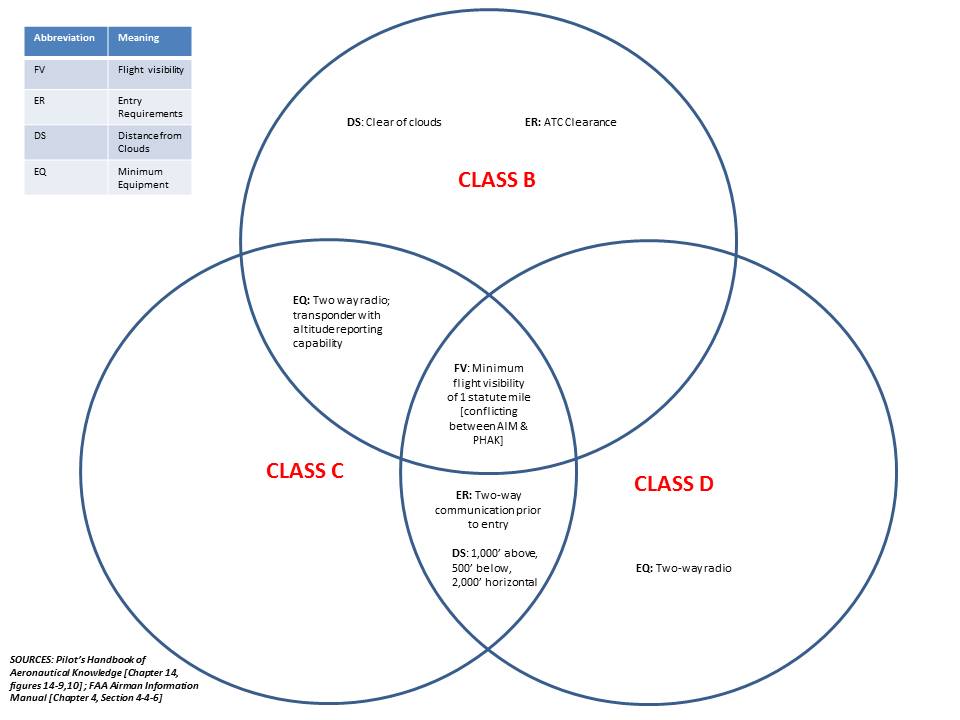 Abbreviation Meaning
FV Flight visibility
ER Entry
Requirements
DS Distance from
Clouds
EQ Minimum
Equipment
DS: Clear of clouds ER: ATC Clearance
CLASS B
EQ: Two way radio;
transponder with
altitude reporting
capability
FV: Minimum
flight visibility
of 1 statute mile
[conflicting
between AIM &
PHAK]
CLASS C
CLASS D
ER: Two-way
communication prior
to entry
DS: 1,000’ above,
500’ below,
2,000’ horizontal
EQ: Two-way radio
SOURCES: Pilot’s Handbook of
Aeronautical Knowledge [Chapter 14,
figures 14-9,10] ; FAA Airman Information
Manual [Chapter 4, Section 4-4-6]